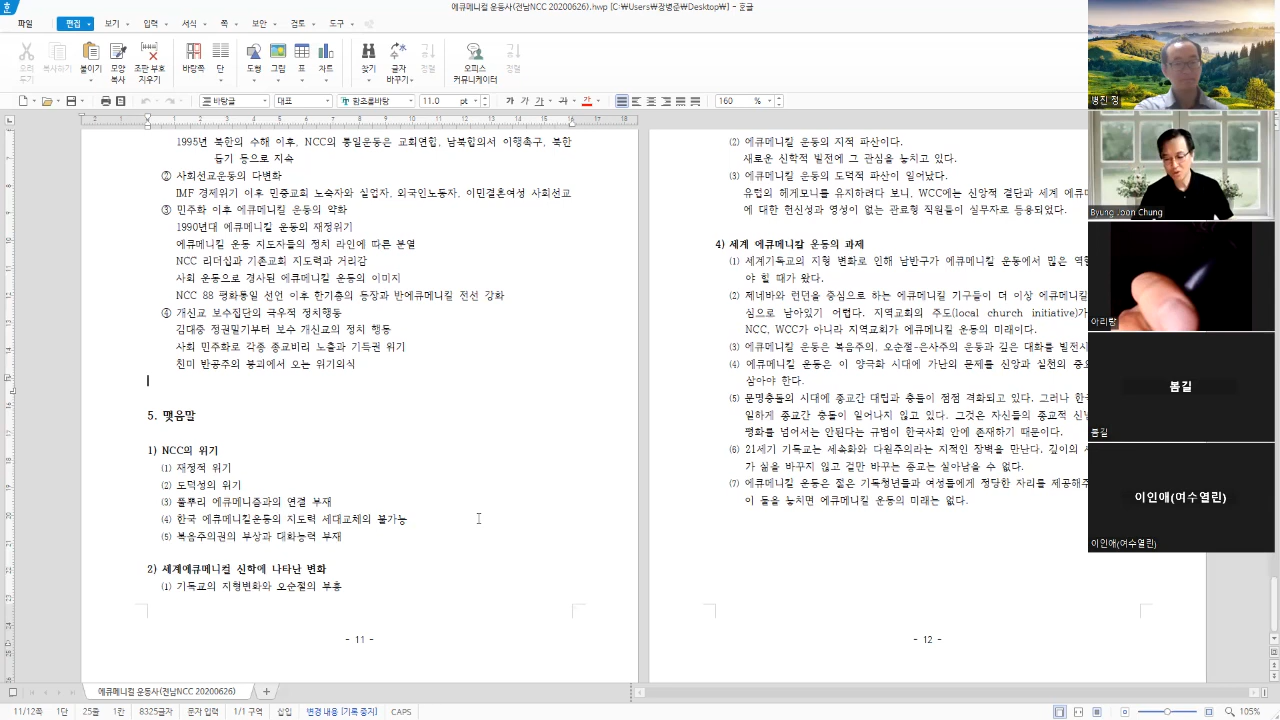 에큐메니컬 운동사(전남NCC 20200626).hwp [C:₩Users₩장병준₩Desktop₩] - 훈글
파일 편집 보기 입력 서식 쪽 보안 검토 도구
오려 두기 복사하기 붙이기 모양 복사 조판 부호 지우기 바탕쪽 단 도형 그림 표 차트 찾기 글자 바꾸기 정렬 오피스 커뮤니케이터 정렬
바탕글 대표 함초롬바탕 11.0 pt 가 가 가 가 가 160 %
1995년 북한의 수해 이후, NCC의 통일운동은 교회연합, 남북합의서 이행촉구, 북한
돕기 등으로 지속
② 사회선교운동의 다변화
IMF 경제위기 이후 민중교회 노숙자와 실업자, 외국인노동자, 이민결혼여성 사회선교
③ 민주화 이후 에큐메니컬 운동의 약화
1990년대 에큐메니컬 운동의 재정위기
에큐메니컬 운동 지도자들의 정치 라인에 따른 분열
NCC 리더십과 기존교회 지도력과 거리감
사회 운동으로 경사된 에큐메니컬 운동의 이미지
NCC 88 평화통일 선언 이후 한기총의 등장과 반에큐메니컬 전선 강화
④ 개신교 보수집단의 극우적 정치행동
김대중 정권말기부터 보수 개신교의 정치 행동
사회 민주화로 각종 종교비리 노출과 기득권 위기
친미 반공주의 붕괴에서 오는 위기의식
5. 맺음말
1) NCC의 위기
(1) 재정적 위기
(2) 도덕성의 위기
(3) 풀뿌리 에큐메니즘과의 연결 부재
(4) 한국 에큐메니컬운동의 지도력 세대교체의 불가능
(5) 복음주의권의 부상과 대화능력 부재
2) 세계에큐메니컬 신학에 나타난 변화
(1) 기독교의 지형변화와 오순절의 부흥
- 11 -
(2) 에큐메니컬 운동의 지적 파산이다.
새로운 신학적 발전에 그 관심을 놓치고 있다.
(3) 에큐메니컬 운동의 도덕적 파산이 일어났다.
유럽의 헤게모니를 유지하려다 보니, WCC에는 신앙적 결단과 세계 에큐메
에 대한 헌신성과 영성이 없는 관료형 직원들이 실무자로 등용되었다.
4) 세계 에큐메니칼 운동의 과제
(1) 세계기독교의 지형 변화로 인해 남반구가 에큐메니컬 운동에서 많은 역할
야 할 때가 왔다.
(2) 제네바와 런던을 중심으로 하는 에큐메니컬 기구들이 더 이상 에큐메니컬
심으로 남아있기 어렵다. 지역교회의 주도(local church initiative)가
NCC, WCC가 아니라 지역교회가 에큐메니컬 운동의 미래이다.
(3) 에큐메니컬 운동은 복음주의, 오순절-은사주의 운동과 깊은 대화를 발전시
(4) 에큐메니컬 운동은 이 양극화 시대에 가난의 문제를 신앙과 실천의 중요
삼아야 한다.
(5) 문명충돌의 시대에 종교간 대립과 충돌이 점점 격화되고 있다. 그러나 한국
일하게 종교간 충돌이 일어나지 않고 있다. 그것은 자신들의 종교적 신념
평화를 넘어서는 안된다는 규범이 한국사회 안에 존재하기 때문이다.
(6) 21세기 기독교는 세속화와 다원주의라는 지적인 장벽을 만난다. 깊이의
가 삶을 바꾸지 않고 겉만 바꾸는 종교는 살아남을 수 없다.
(7) 에큐메니컬 운동은 젊은 기독청년들과 여성들에게 정당한 자리를 제공해주
이 들을 놓치면 에큐메니컬 운동의 미래는 없다.
- 12 -
병진 정
Byung Joon Chung
아리랑
봄길
봄길
이인애(여수열린)
이인애(여수열린)
에큐메니컬 운동사(전남NCC 20200626)
11/12쪽 1단 25줄 1칸 8325글자 문자 입력 1/1 구역 삽입 변경 내용 [기록 중지] CAPS 105%